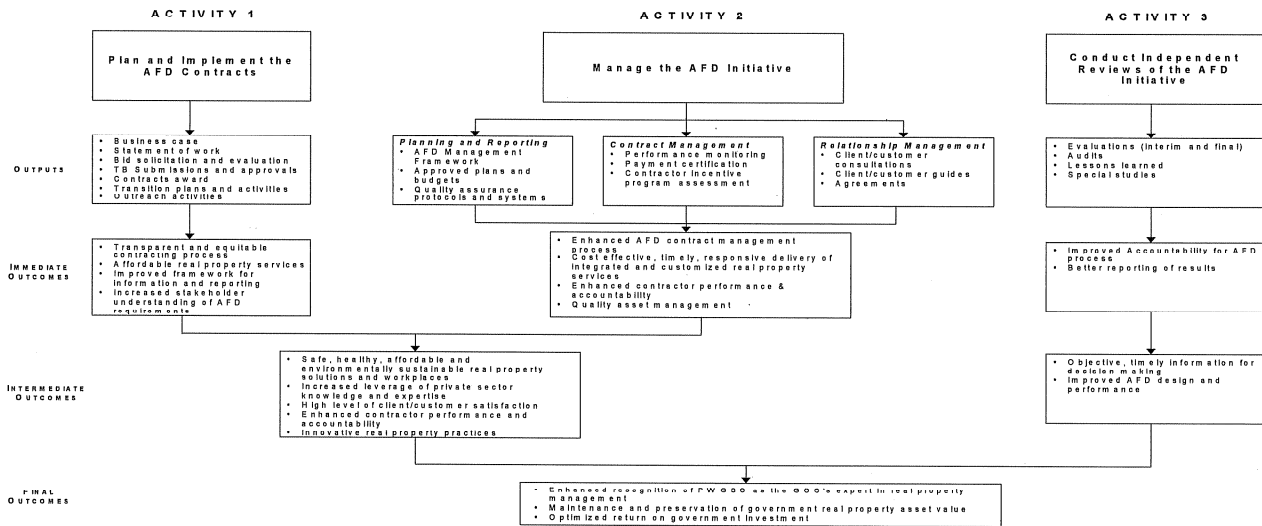 ACTIVITY 1
ACTIVITY 2
ACTIVITY 3
Plan and Implement the
AFD Contracts
Manage the AFD Initiative
Conduct Independent
Reviews of the AFD
Initiative
OUTPUTS
• Business case
• Statement of work
• Bid solicitation and evaluation
• TB Submissions and approvals
• Contracts award
• Transition plans and activities
• Outreach activities
Planning and Reporting
• AFD Management
Framework
• Approved plans and
budgets
• Quality assurance
protocols and systems
Contract Management
• Performance monitoring
• Payment certification
• Contractor incentive
program assessment
Relationship Management
• Client/customer
consultations
• Client/customer guides
• Agreements
• Evaluations (interim and final)
• Audits
• Lessons learned
• Special studies
IMMEDIATE
OUTCOMES
• Transparent and equitable
contracting process
• Affordable real property services
• Improved framework for
information and reporting
• Increased stakeholder
understanding of AFD
requirements
• Enhanced AFD contract management
process
• Cost effective, timely, responsive delivery of
integrated and customized real property
services
• Enhanced contractor performance &
accountability
• Quality asset management
• Improved Accountability for AFD
process
• Better reporting of results
INTERMEDIATE
OUTCOMES
• Safe, healthy, affordable and
environmentally sustainable real property
solutions and workplaces
• Increased leverage of private sector
knowledge and expertise
• High level of client/customer satisfaction
• Enhanced contractor performance and
accountability
• Innovative real property practices
• Objective, timely information for
decision making
• Improved AFD design and
performance
FINAL
OUTCOMES
- Enhanced recognition of PWGSC as the GOC's expert in real property
management
• Maintenance and preservation of government real property asset value
• Optimized return on government investment